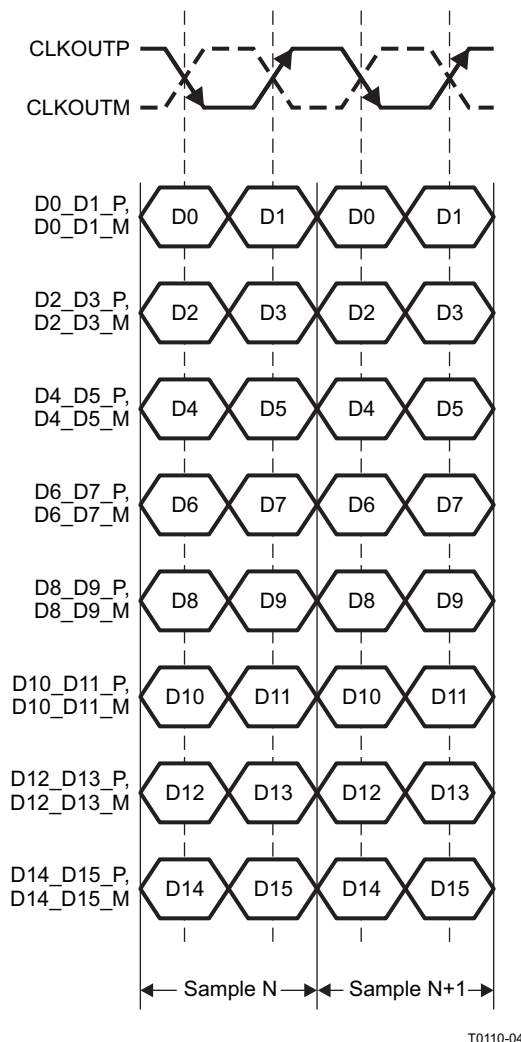 CLKOUTP
CLKOUTM
D0_D1_P,
D0_D1_M
D0 D1 D0 D1
D2_D3_P,
D2_D3_M
D2 D3 D2 D3
D4_D5_P,
D4_D5_M
D4 D5 D4 D5
D6_D7_P,
D6_D7_M
D6 D7 D6 D7
D8_D9_P,
D8_D9_M
D8 D9 D8 D9
D10_D11_P,
D10_D11_M
D10 D11 D10 D11
D12_D13_P,
D12_D13_M
D12 D13 D12 D13
D14_D15_P,
D14_D15_M
D14 D15 D14 D15
Sample N Sample N+1
T0110-04